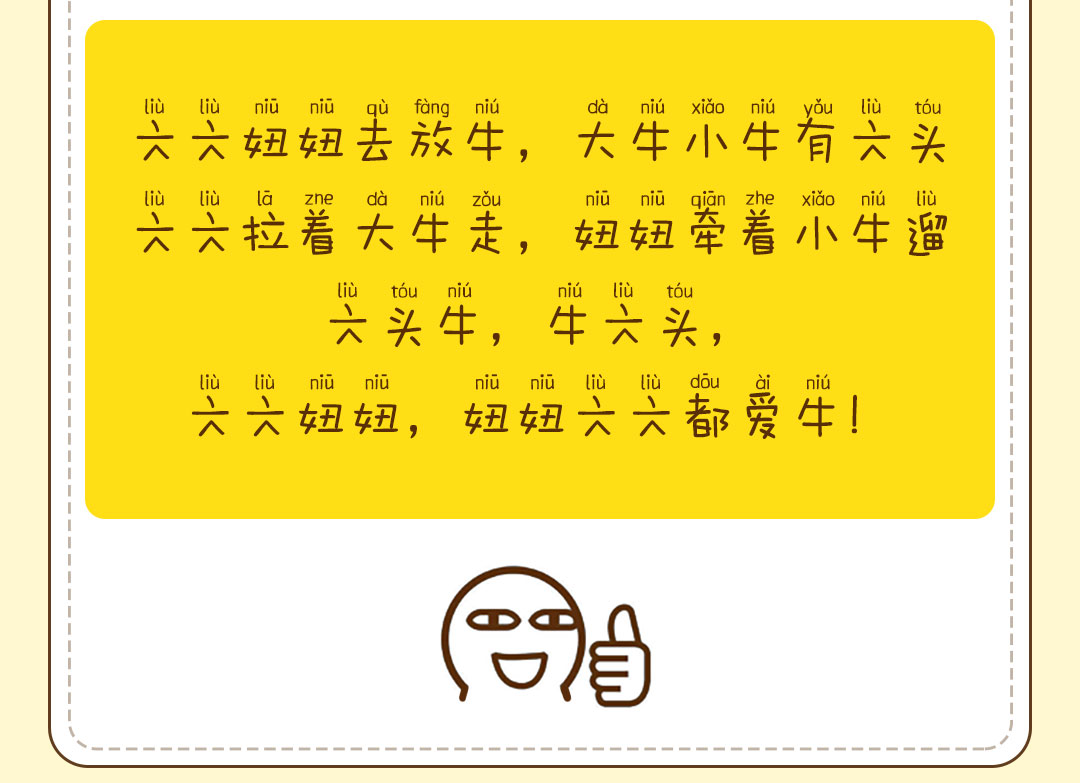 liù liù niū niū qù fàng niú dà niú xiǎo niú yǒu liù tóu
六六妞妞去放牛，大牛小牛有六头
liù liù lā zne dà niú zǒu niū niū qiān zhe xiǎo niú liù
六六拉着大牛走，妞妞牵着小牛遛
liù tóu niú niú liù tóu
六头牛，牛六头，
liù liù niū niū niū niū liù liù dōu ài niú
六六妞妞，妞妞六六都爱牛！